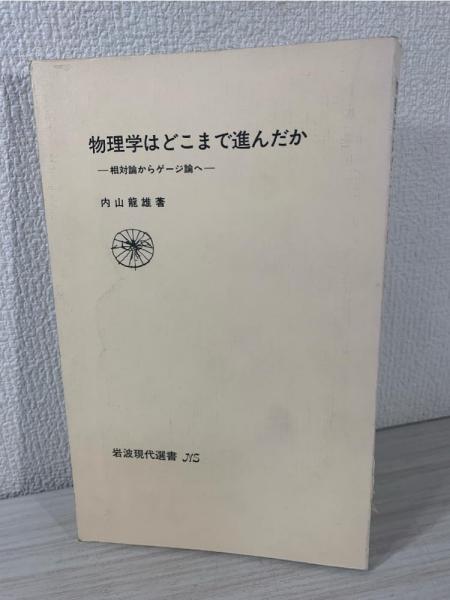 物理学はどこまで進んだか
—相対論からゲージ論へ—
内山龍雄著
岩波現代選書 NS